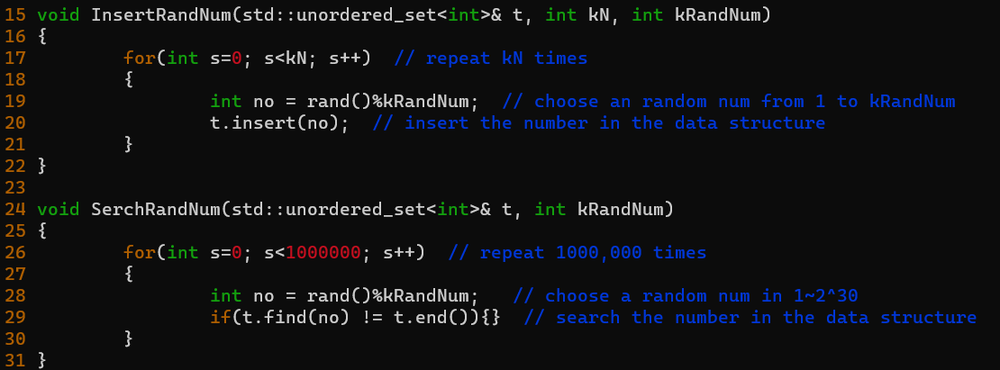 15 void InsertRandNum(std::unordered_set<int>& t, int kN, int kRandNum)
16 {
17         for(int s=0; s<kN; s++)  // repeat kN times
18         {
19                 int no = rand()%kRandNum;  // choose an random num from 1 to kRandNum
20                 t.insert(no);  // insert the number in the data structure
21         }
22 }
23
24 void SerchRandNum(std::unordered_set<int>& t, int kRandNum)
25 {
26         for(int s=0; s<1000000; s++)  // repeat 1000,000 times
27         {
28                 int no = rand()%kRandNum;   // choose a random num in 1~2^30
29                 if(t.find(no) != t.end()){}  // search the number in the data structure
30         }
31 }